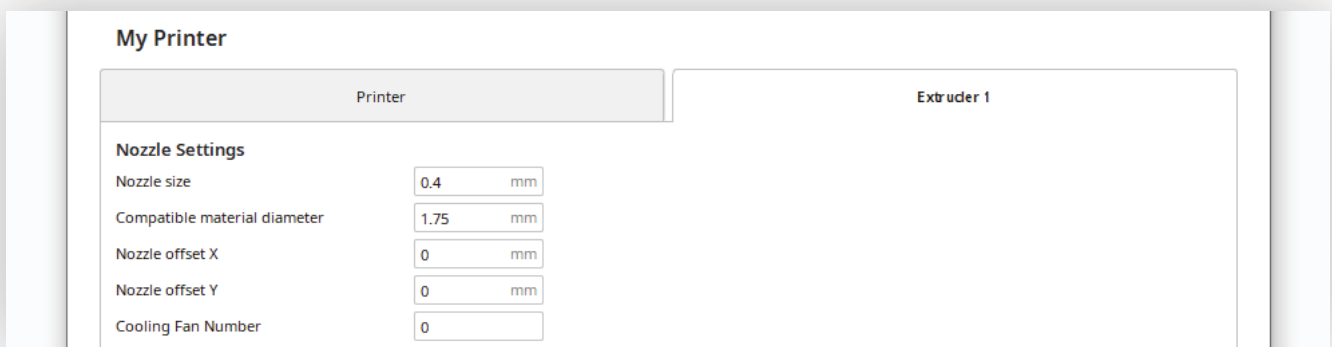 My Printer
Printer
Extruder 1
Nozzle Settings
Nozzle size 0.4 mm
Compatible material diameter 1.75 mm
Nozzle offset X 0 mm
Nozzle offset Y 0 mm
Cooling Fan Number 0